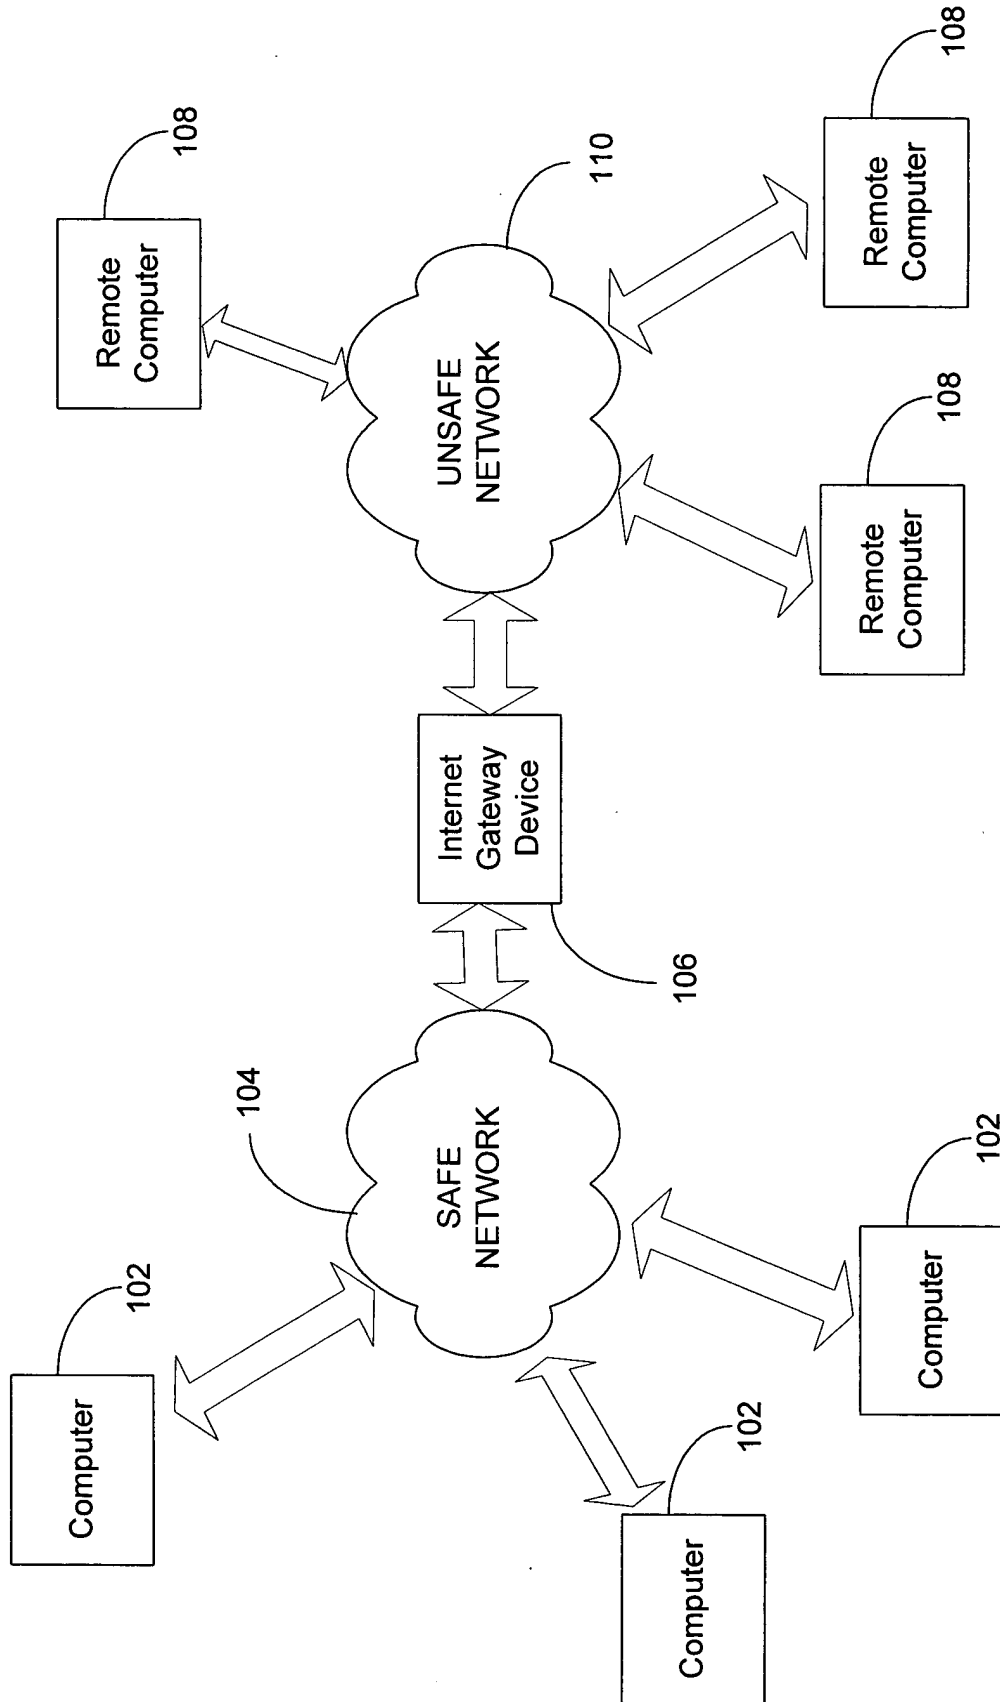 Computer
102
104
Remote
Computer
108
SAFE
NETWORK
Internet
Gateway
Device
106
UNSAFE
NETWORK
110
Computer
102
Computer
102
Remote
Computer
108
Remote
Computer
108